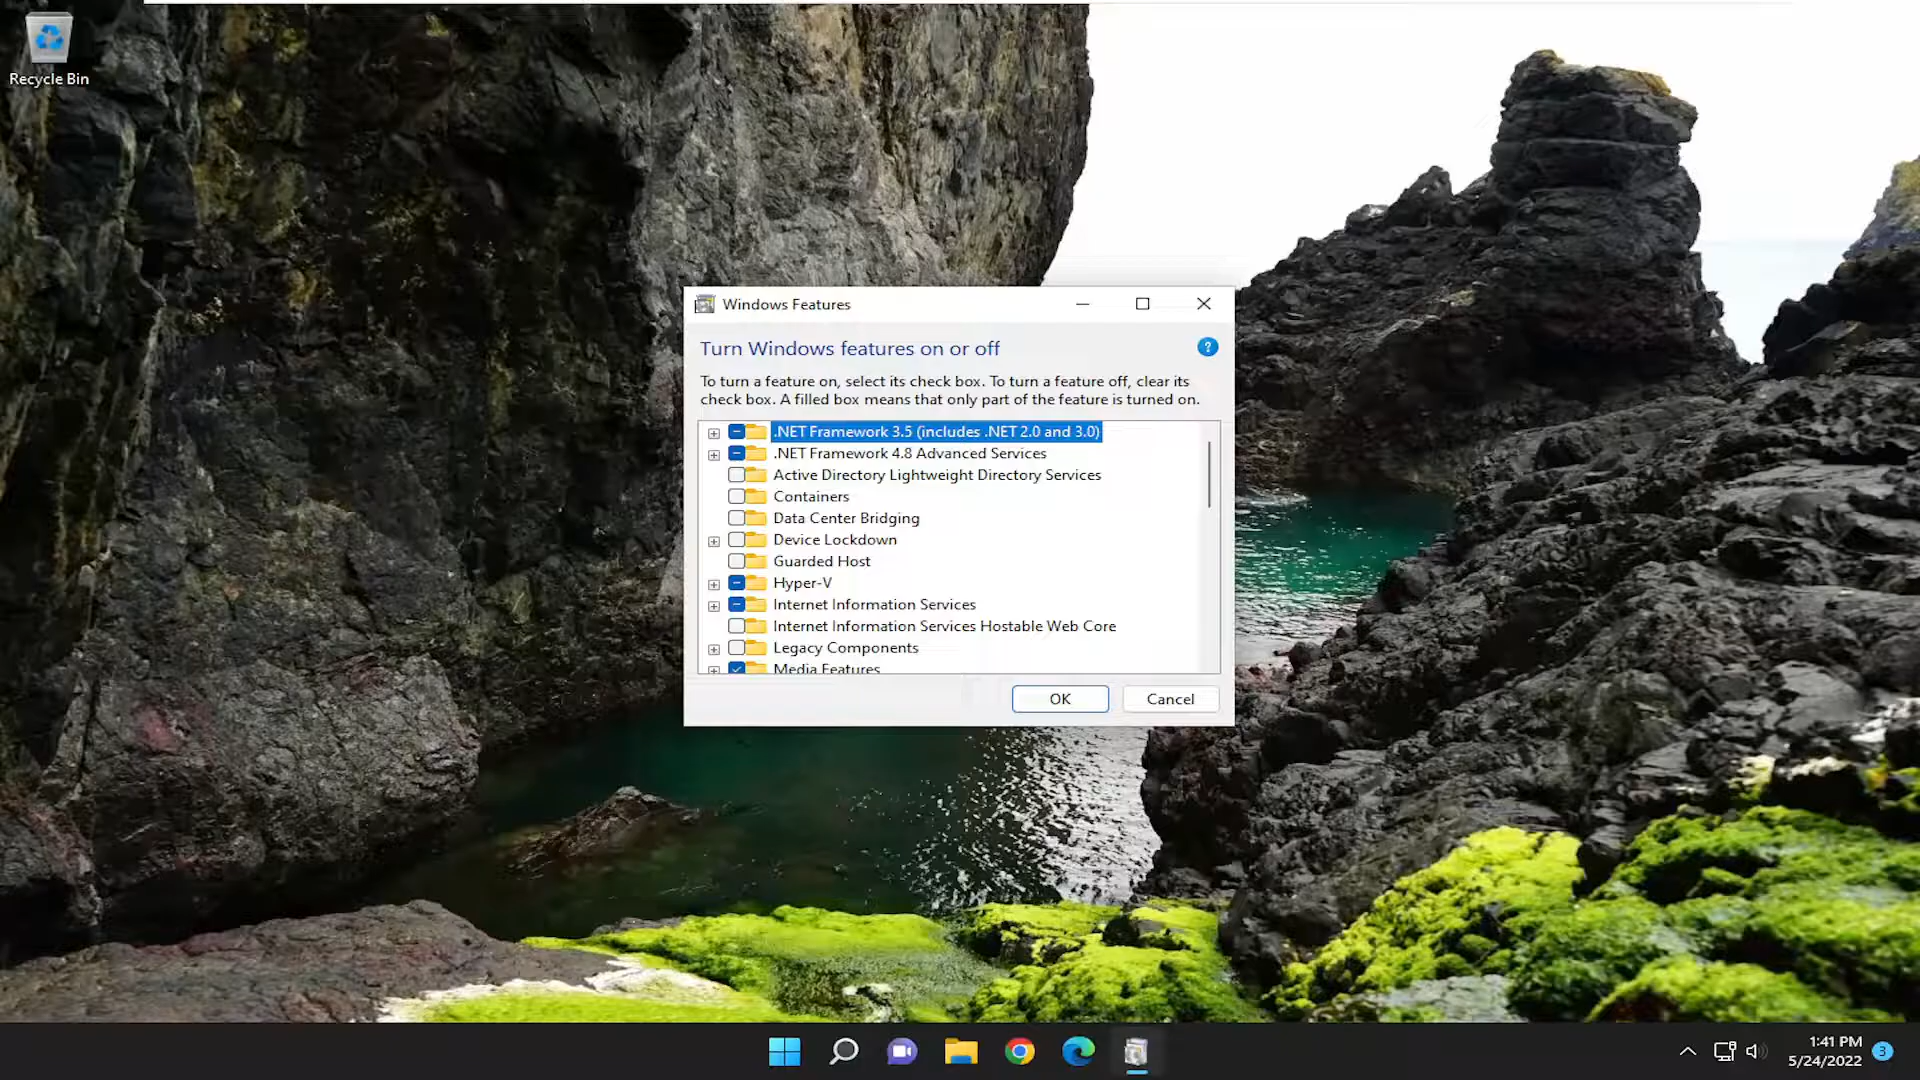 Recycle Bin
Windows Features
Turn Windows features on or off
To turn a feature on, select its check box. To turn a feature off, clear its
check box. A filled box means that only part of the feature is turned on.
.NET Framework 3.5 (includes .NET 2.0 and 3.0)
.NET Framework 4.8 Advanced Services
Active Directory Lightweight Directory Services
Containers
Data Center Bridging
Device Lockdown
Guarded Host
Hyper-V
Internet Information Services
Internet Information Services Hostable Web Core
Legacy Components
Media Features
OK
Cancel
1:41 PM
5/24/2022
3